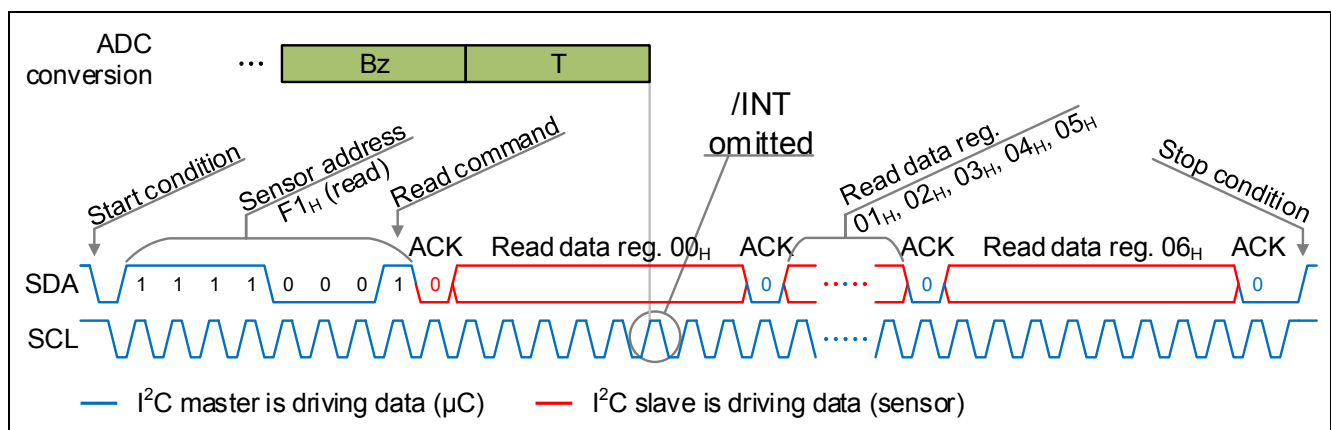 ADC
conversion
... Bz T
/INT
omitted
Start condition
Sensor address
F1H (read)
Read command
Read data reg.
01H, 02H, 03H, 04H, 05H
Stop condition
ACK Read data reg. 00H ACK ACK Read data reg. 06H ACK
SDA 1 1 1 1 0 0 0 1 0 0 ..... 0 0
SCL .....
I²C master is driving data (µC) I²C slave is driving data (sensor)